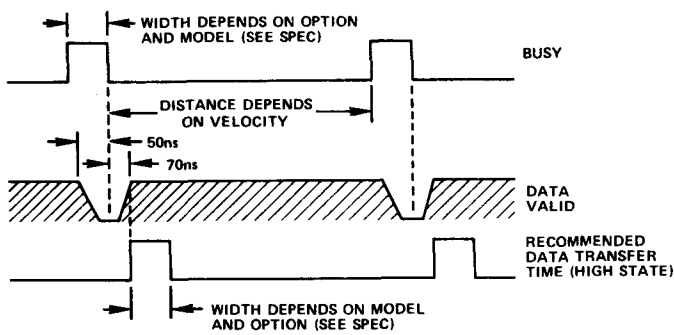 WIDTH DEPENDS ON OPTION
AND MODEL (SEE SPEC)
BUSY
DISTANCE DEPENDS
ON VELOCITY
50ns
70ns
DATA
VALID
RECOMMENDED
DATA TRANSFER
TIME (HIGH STATE)
WIDTH DEPENDS ON MODEL
AND OPTION (SEE SPEC)